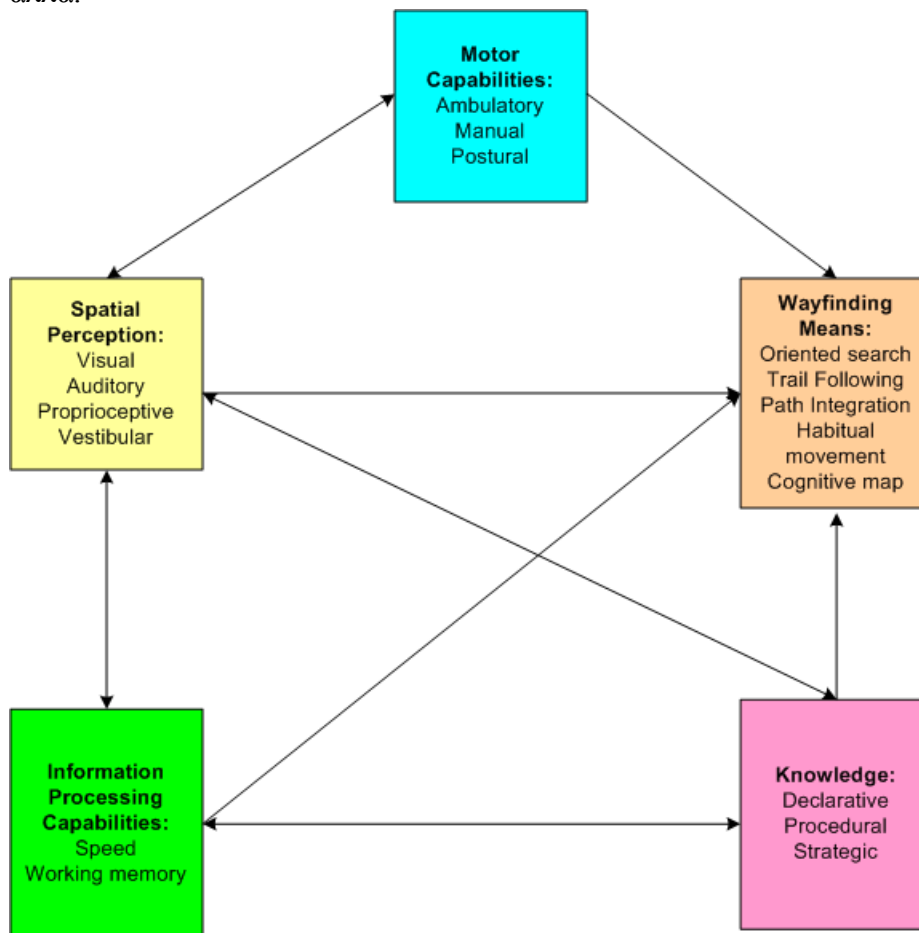 Motor
Capabilities:
Ambulatory
Manual
Postural
Spatial
Perception:
Visual
Auditory
Proprioceptive
Vestibular
Wayfinding
Means:
Oriented search
Trail Following
Path Integration
Habitual
movement
Cognitive map
Information
Processing
Capabilities:
Speed
Working memory
Knowledge:
Declarative
Procedural
Strategic